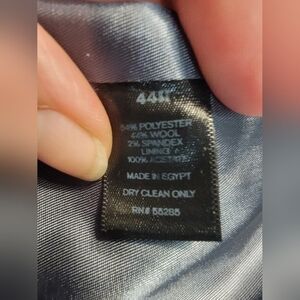 44R
54% POLYESTER
44% WOOL
2% SPANDEX
LINING
100% ACETATE
MADE IN EGYPT
DRY CLEAN ONLY
RN# 55285